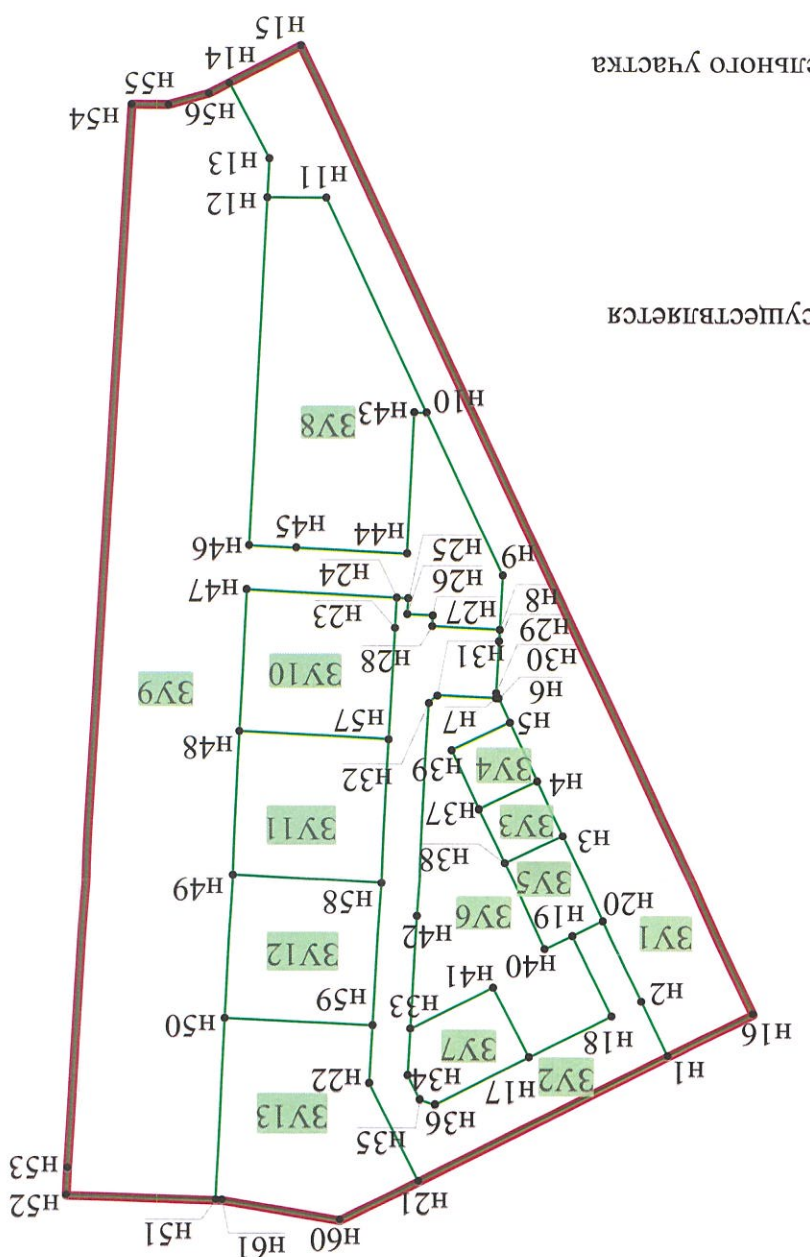 н60
н61
н51
н52
н21
н53
н35
н36
ЗУ13
н17
н34
н22
ЗУ2
н1
ЗУ7
н18
н16
н50
н33
н59
н2
н41
н40
ЗУ12
ЗУ1
н19
н20
ЗУ6
н42
ЗУ5
н49
н58
н38
ЗУ3
ЗУ11
н3
н37
н4
ЗУ4
н39
н32
н48
н57
н5
н7
ЗУ9
н6
ЗУ10
н30
н31
н28
н29
н23
н8
н27
н47
н26
н24
н25
н9
н46
н44
н45
ЗУ8
н43
н10
существляется
н12
н11
н13
н54
н56
н55
н14
ельного участка
н15